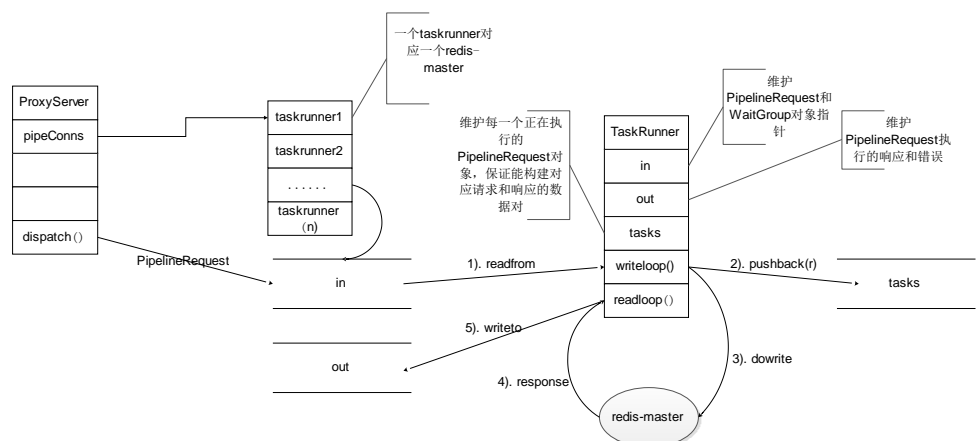 一个taskrunner对
应一个redis-
master
ProxyServer
pipeConns
dispatch()
taskrunner1
taskrunner2
......
taskrunner
(n)
维护每一个正在执
行的
PipelineRequest对
象，保证能构建对
应请求和响应的数
据对
TaskRunner
in
out
tasks
writeloop()
readloop()
维护
PipelineRequest和
WaitGroup对象指
针
维护
PipelineRequest执
行的响应和错误
PipelineRequest
in
1). readfrom
2). pushback(r)
tasks
5). writeto
out
4). response
3). dowrite
redis-master